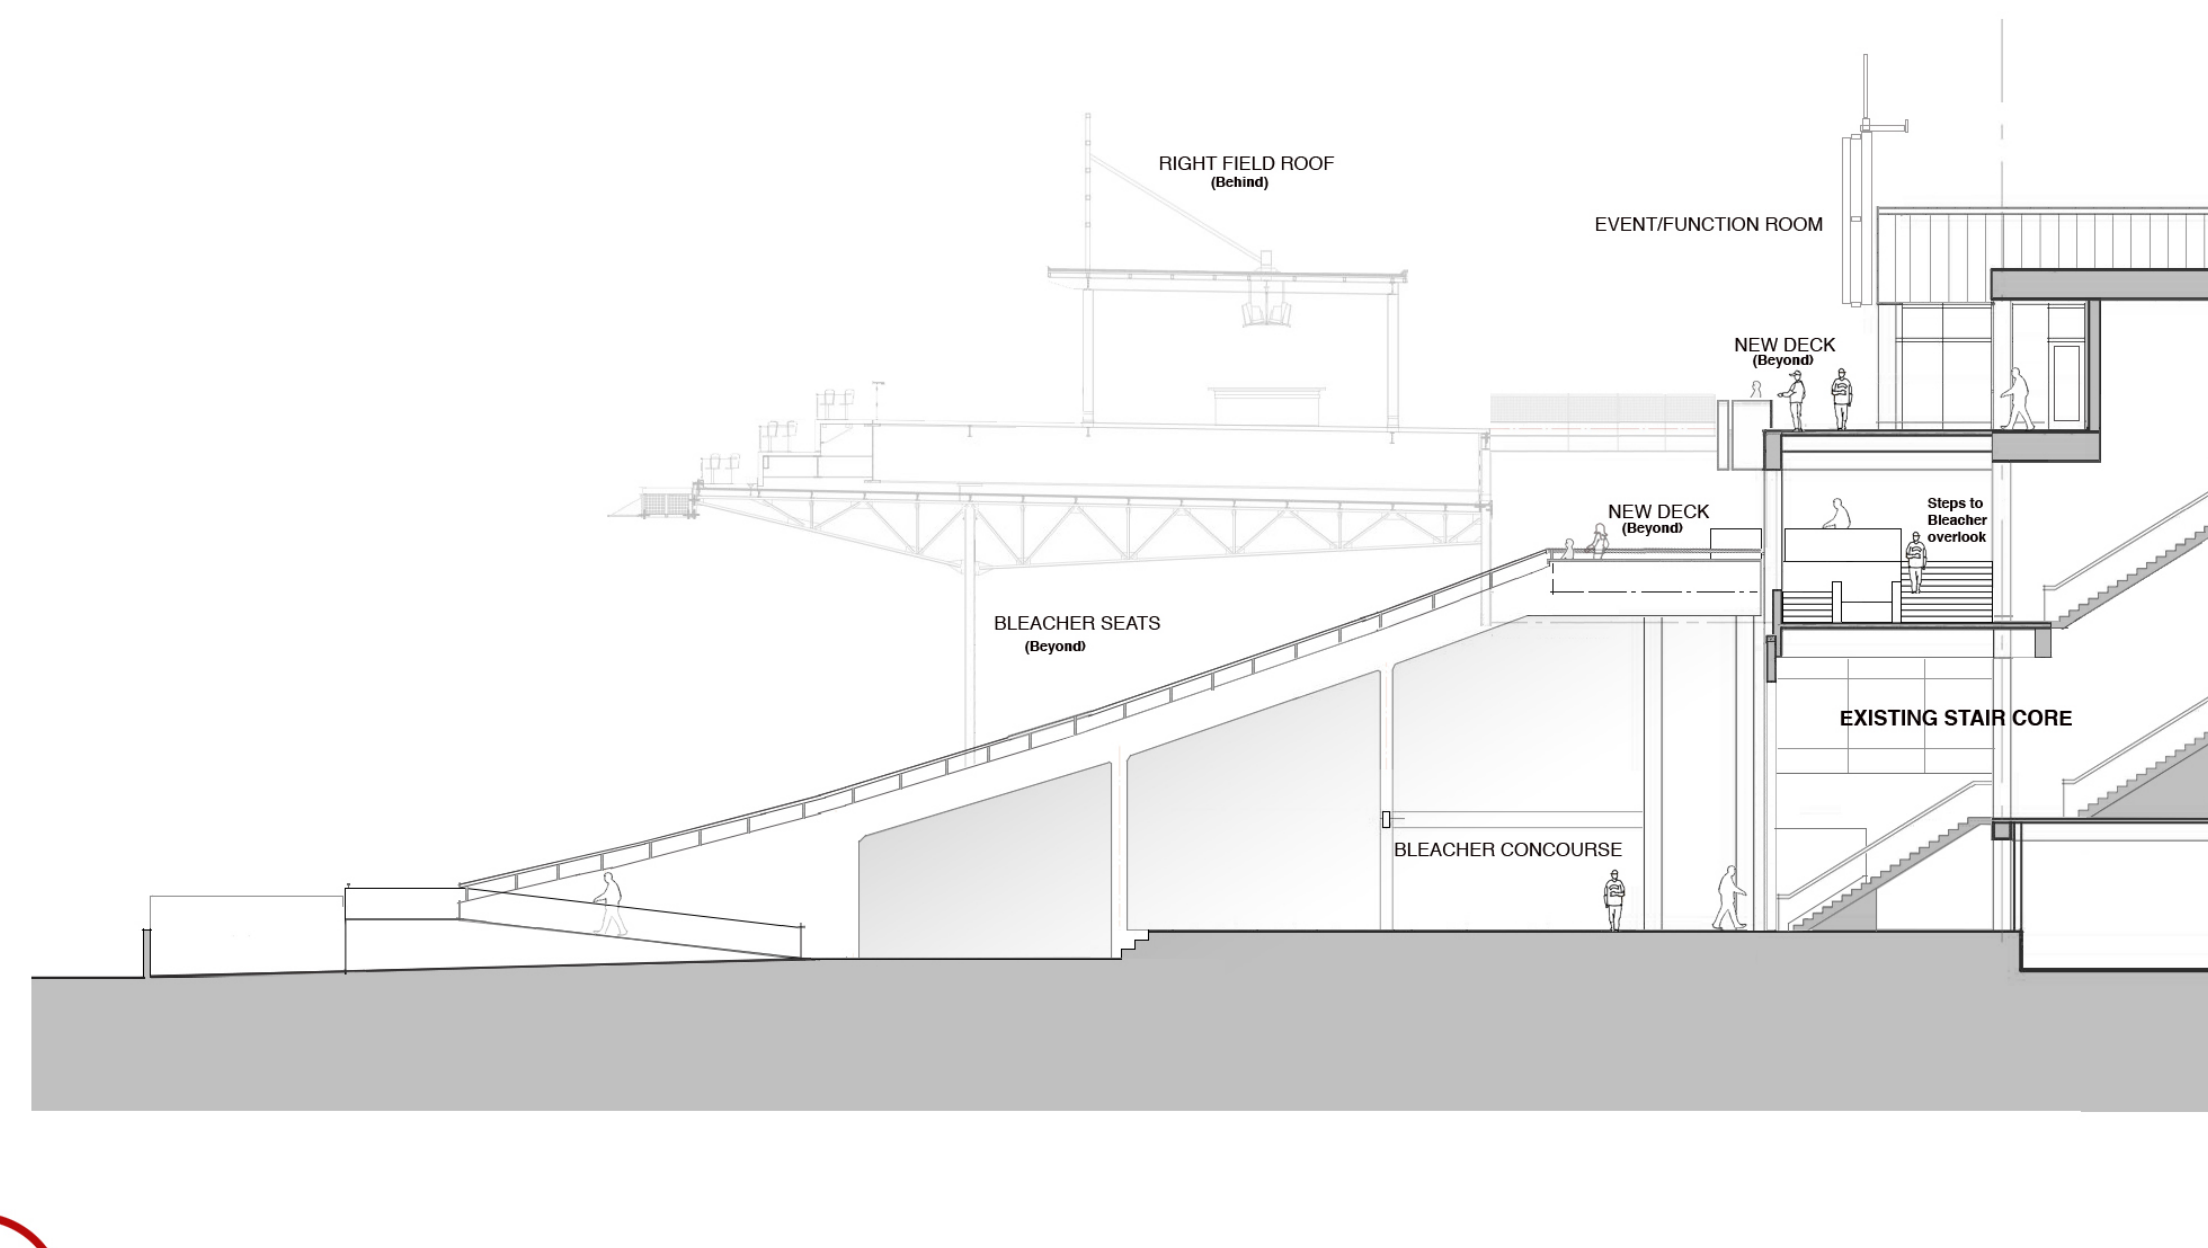 RIGHT FIELD ROOF
(Behind)
EVENT/FUNCTION ROOM
NEW DECK
(Beyond)
NEW DECK
(Beyond)
Steps to
Bleacher
overlook
BLEACHER SEATS
(Beyond)
EXISTING STAIR CORE
BLEACHER CONCOURSE